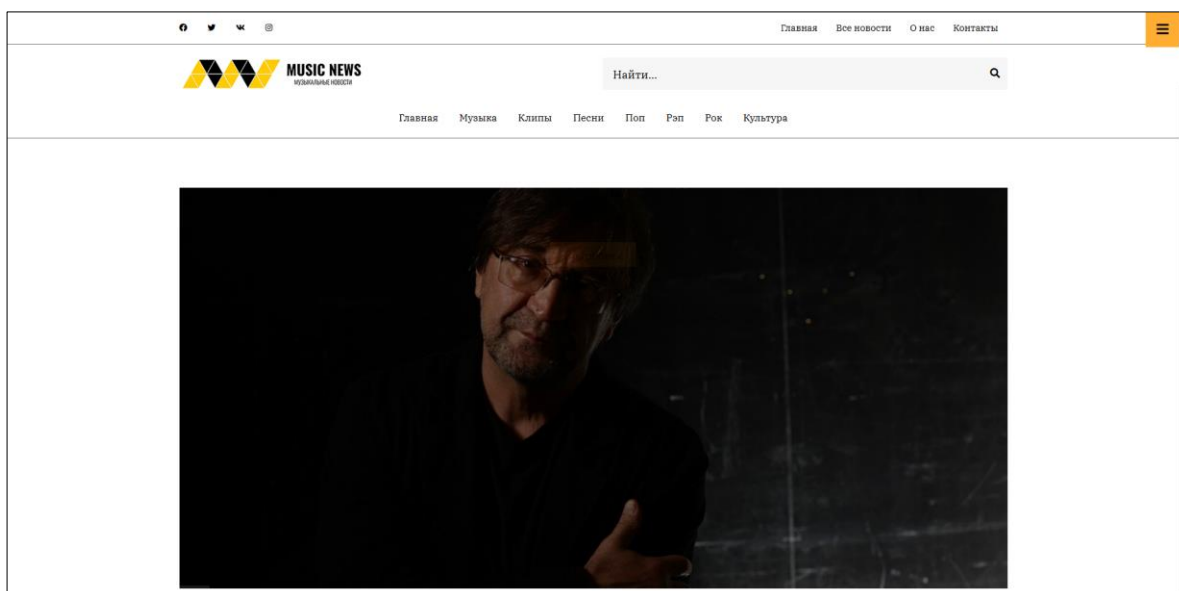 Главная Все новости О нас Контакты
MUSIC NEWS
МУЗЫКАЛЬНЫЕ НОВОСТИ
Найти...
Главная Музыка Клипы Песни Поп Рэп Рок Культура